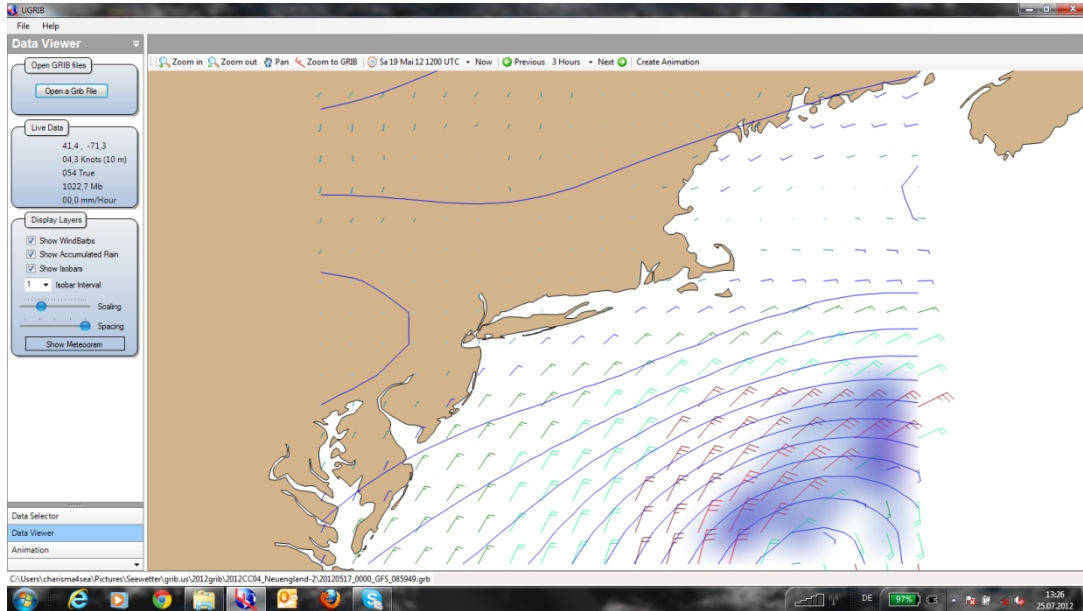 UGRIB
File Help
Data Viewer
Zoom in Zoom out Pan Zoom to GRIB Sa 19 Mai 12 1200 UTC Now Previous 3 Hours Next Create Animation
Open GRIB files
Open a Grib File
Live Data
41,4 , -71,3
04,3 Knots (10 m)
054 True
1022,7 Mb
00,0 mm/Hour
Display Layers
Show WindBarbs
Show Accumulated Rain
Show Isobars
1 Isobar Interval
Scaling
Spacing
Show Meteogram
Data Selector
Data Viewer
Animation
C:\Users\charisma4sea\Pictures\Seewetter\grib.us\2012grib\2012CC04_Neuengland-2\20120517_0000_GFS_085949.grb
DE 97% 13:26
25.07.2012